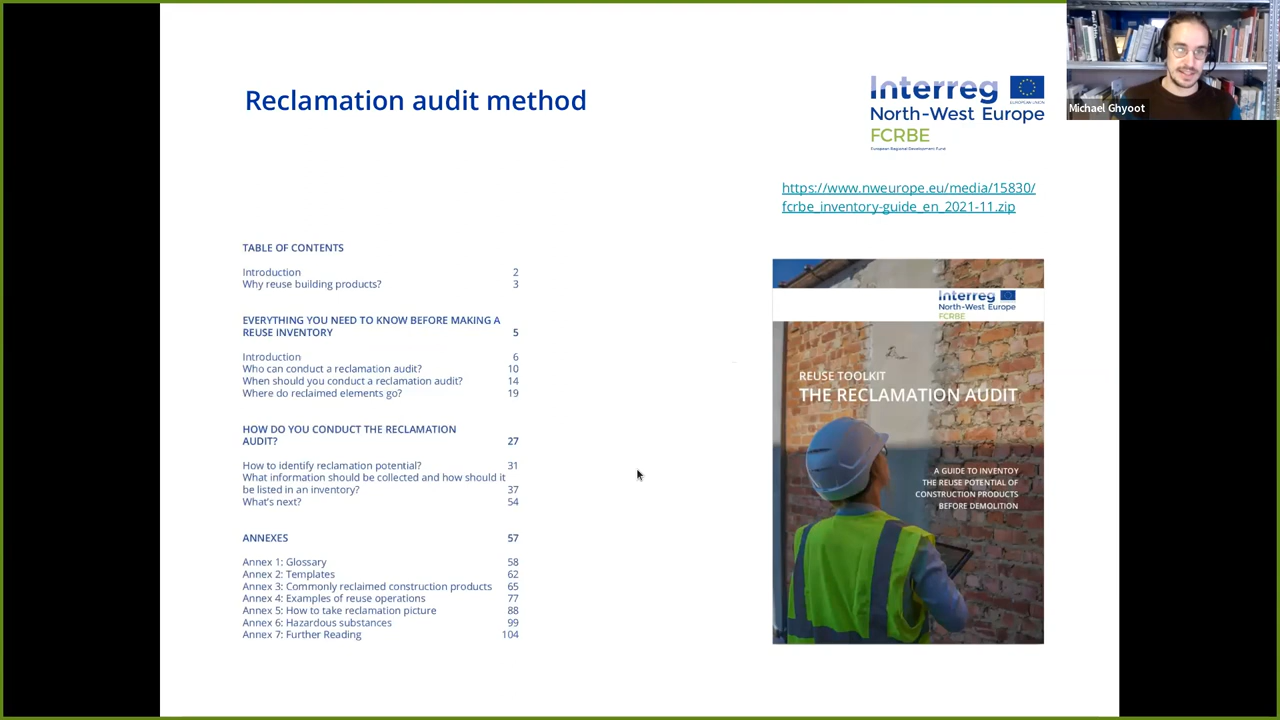 Reclamation audit method
Interreg
EUROPEAN UNION
North-West Europe
FCRBE
European Regional Development Fund
Michael Ghyoot
https://www.nweurope.eu/media/15830/
fcrbe_inventory-guide_en_2021-11.zip
TABLE OF CONTENTS
Introduction 2
Why reuse building products? 3
EVERYTHING YOU NEED TO KNOW BEFORE MAKING A
REUSE INVENTORY 5
Introduction 6
Who can conduct a reclamation audit? 10
When should you conduct a reclamation audit? 14
Where do reclaimed elements go? 19
HOW DO YOU CONDUCT THE RECLAMATION
AUDIT? 27
How to identify reclamation potential? 31
What information should be collected and how should it
be listed in an inventory? 37
What's next? 54
ANNEXES 57
Annex 1: Glossary 58
Annex 2: Templates 62
Annex 3: Commonly reclaimed construction products 65
Annex 4: Examples of reuse operations 77
Annex 5: How to take reclamation picture 88
Annex 6: Hazardous substances 99
Annex 7: Further Reading 104
Interreg
North-West Europe
FCRBE
REUSE TOOLKIT
THE RECLAMATION AUDIT
A GUIDE TO INVENTOY
THE REUSE POTENTIAL OF
CONSTRUCTION PRODUCTS
BEFORE DEMOLITION